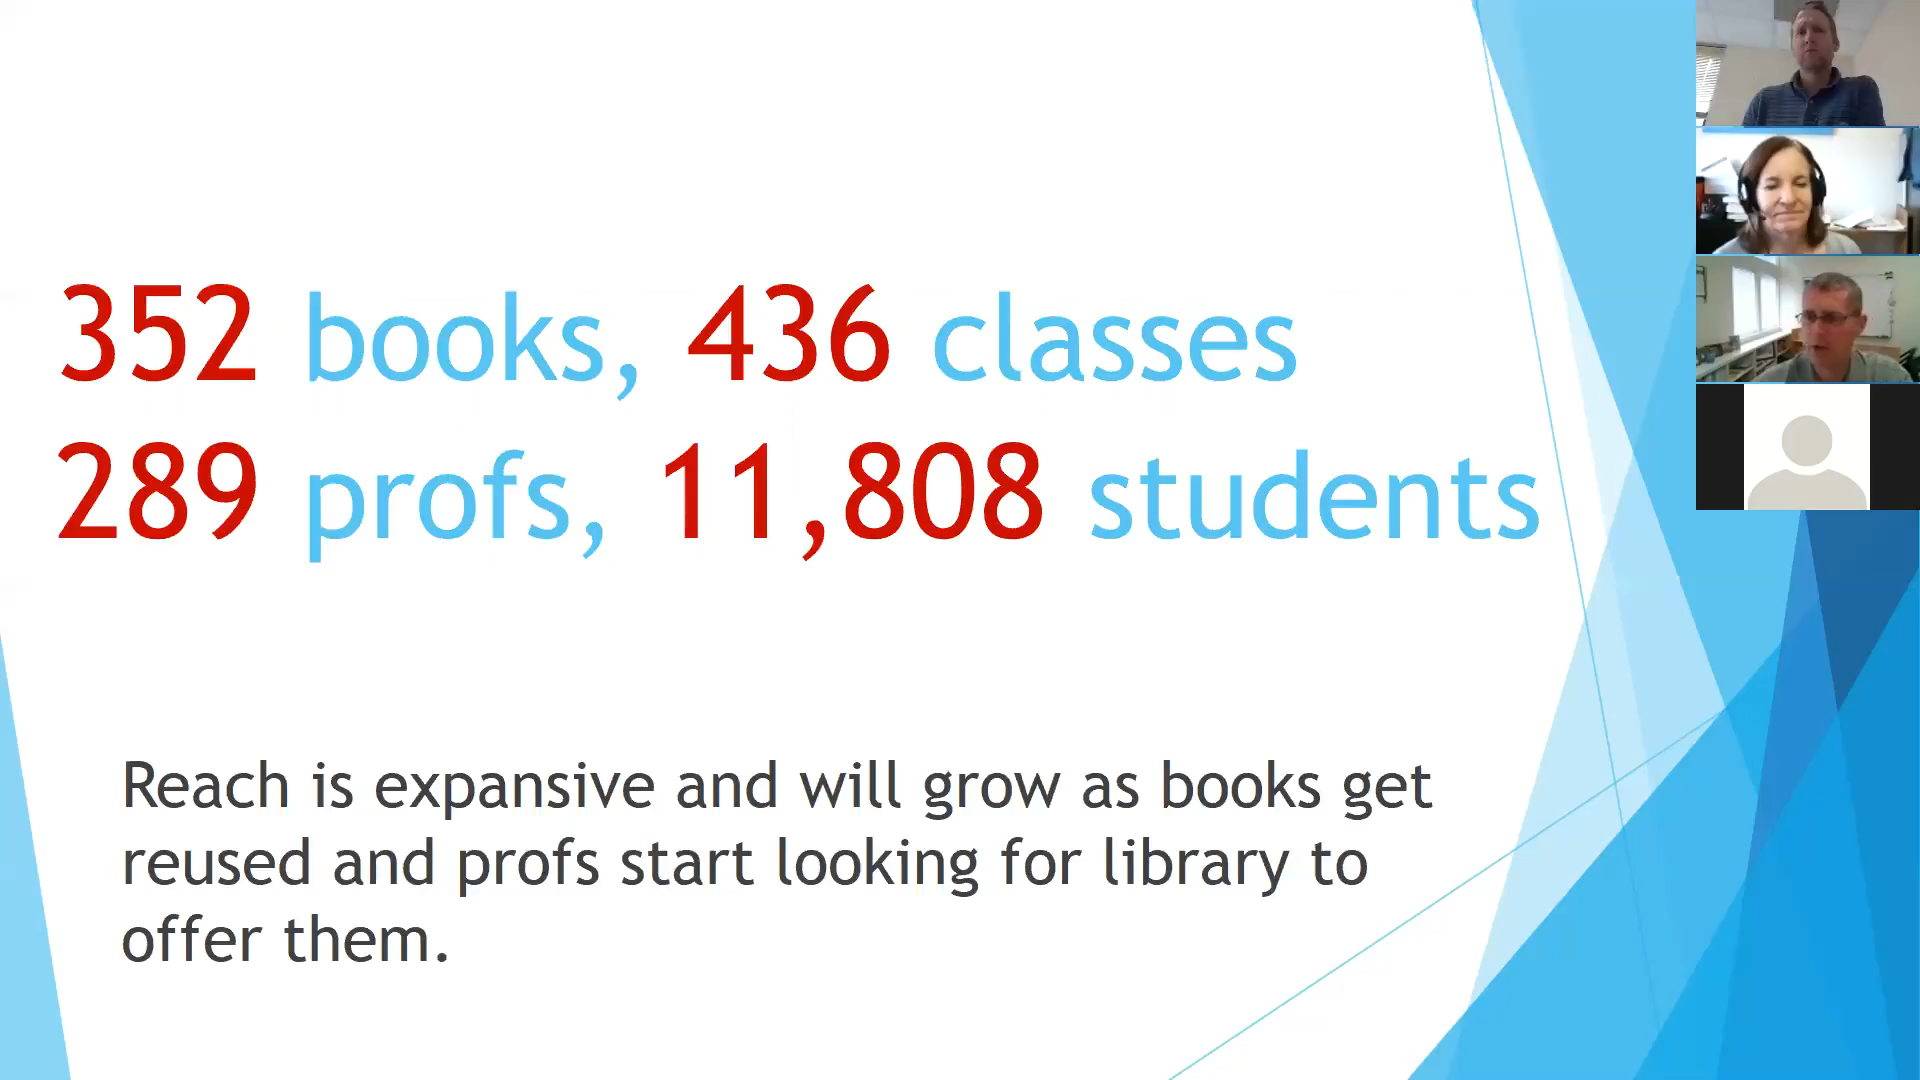 352 books, 436 classes
289 profs, 11,808 students
Reach is expansive and will grow as books get
reused and profs start looking for library to
offer them.